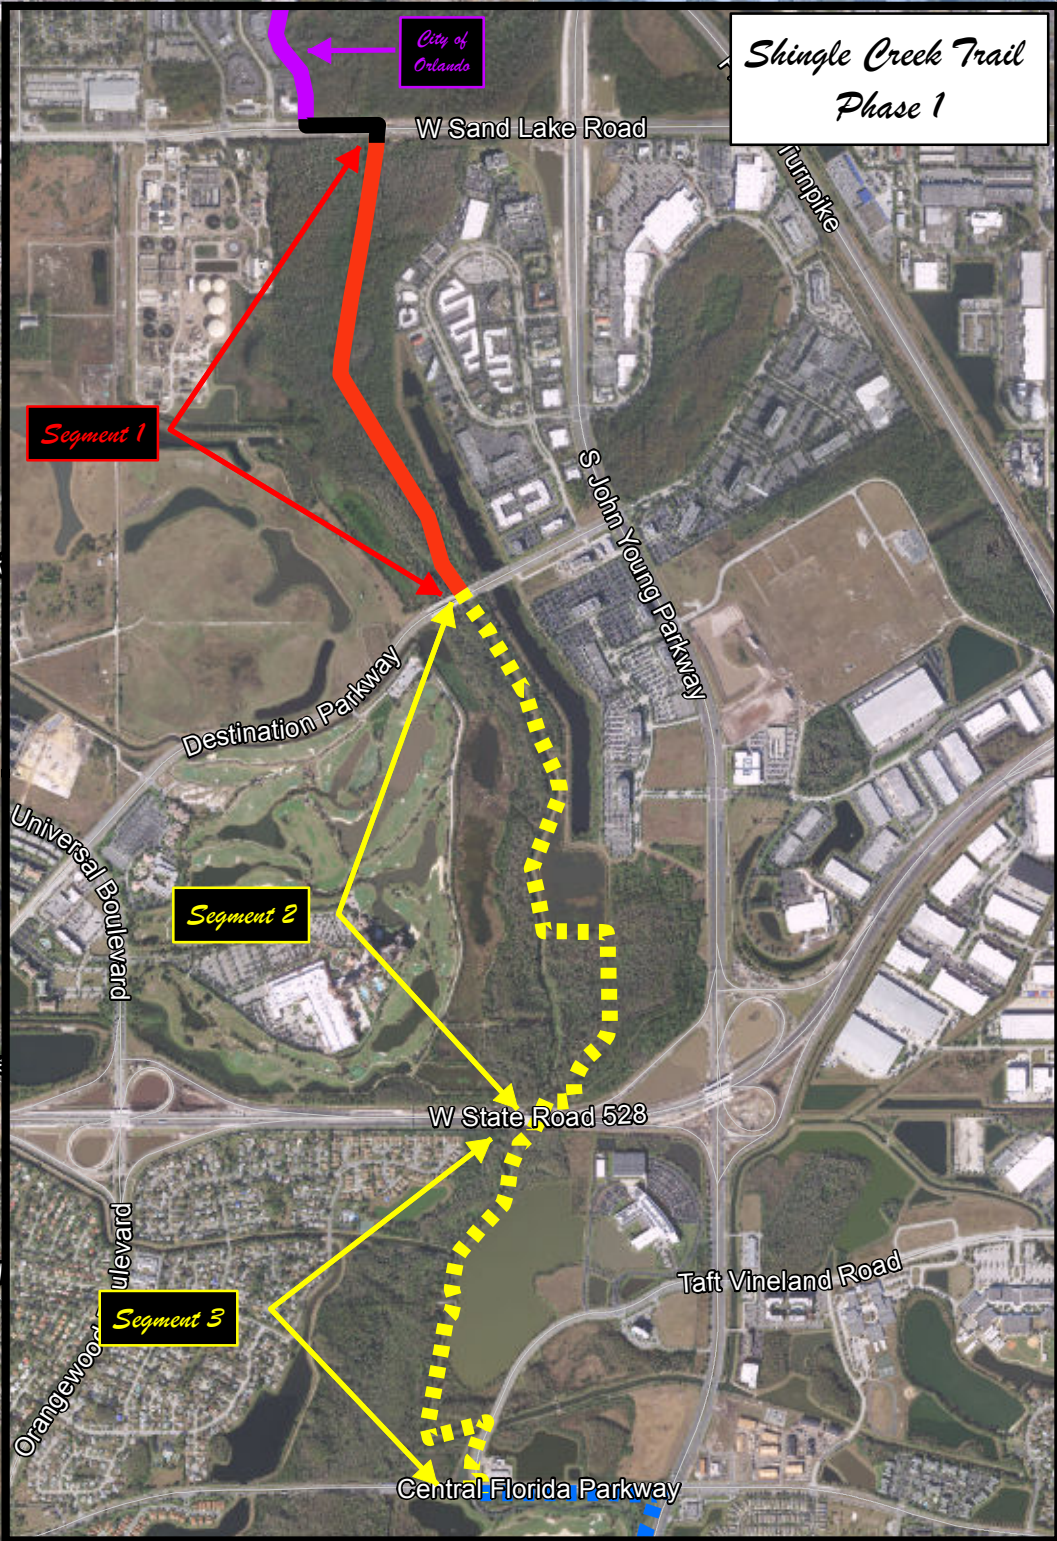 City of
Orlando
Shingle Creek Trail
Phase 1
W Sand Lake Road
Turnpike
Segment 1
S John Young Parkway
Destination Parkway
Universal Boulevard
Segment 2
W State Road 528
Taft Vineland Road
Segment 3
Orangewood
ulevard
Central Florida Parkway